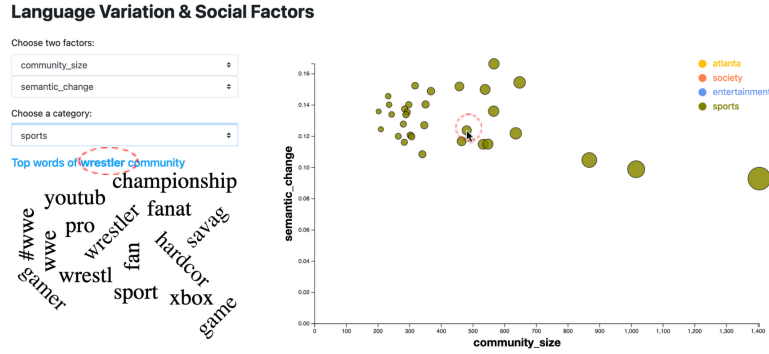 Language Variation & Social Factors
Choose two factors:
community_size
semantic_change
Choose a category:
sports
Top words of wrestler community
championship
youtub
fanat
#wwe
wwe
pro
wrestler
savag
gamer
wrestl
fan
hardcor
sport
xbox
game
semantic_change
0.16
0.14
0.12
0.10
0.08
0.06
0.04
0.02
0.00
0 100 200 300 400 500 600 700 800 900 1,000 1,100 1,200 1,300 1,400
community_size
atlanta
society
entertainment
sports